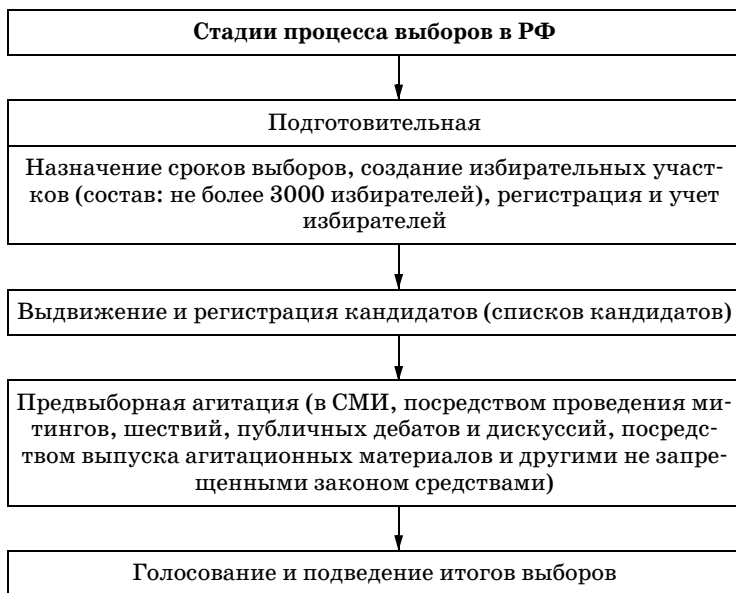 Стадии процесса выборов в РФ
Подготовительная
Назначение сроков выборов, создание избирательных участ-
ков (состав: не более 3000 избирателей), регистрация и учет
избирателей
Выдвижение и регистрация кандидатов (списков кандидатов)
Предвыборная агитация (в СМИ, посредством проведения ми-
тингов, шествий, публичных дебатов и дискуссий, посредс-
твом выпуска агитационных материалов и другими не запре-
щенными законом средствами)
Голосование и подведение итогов выборов